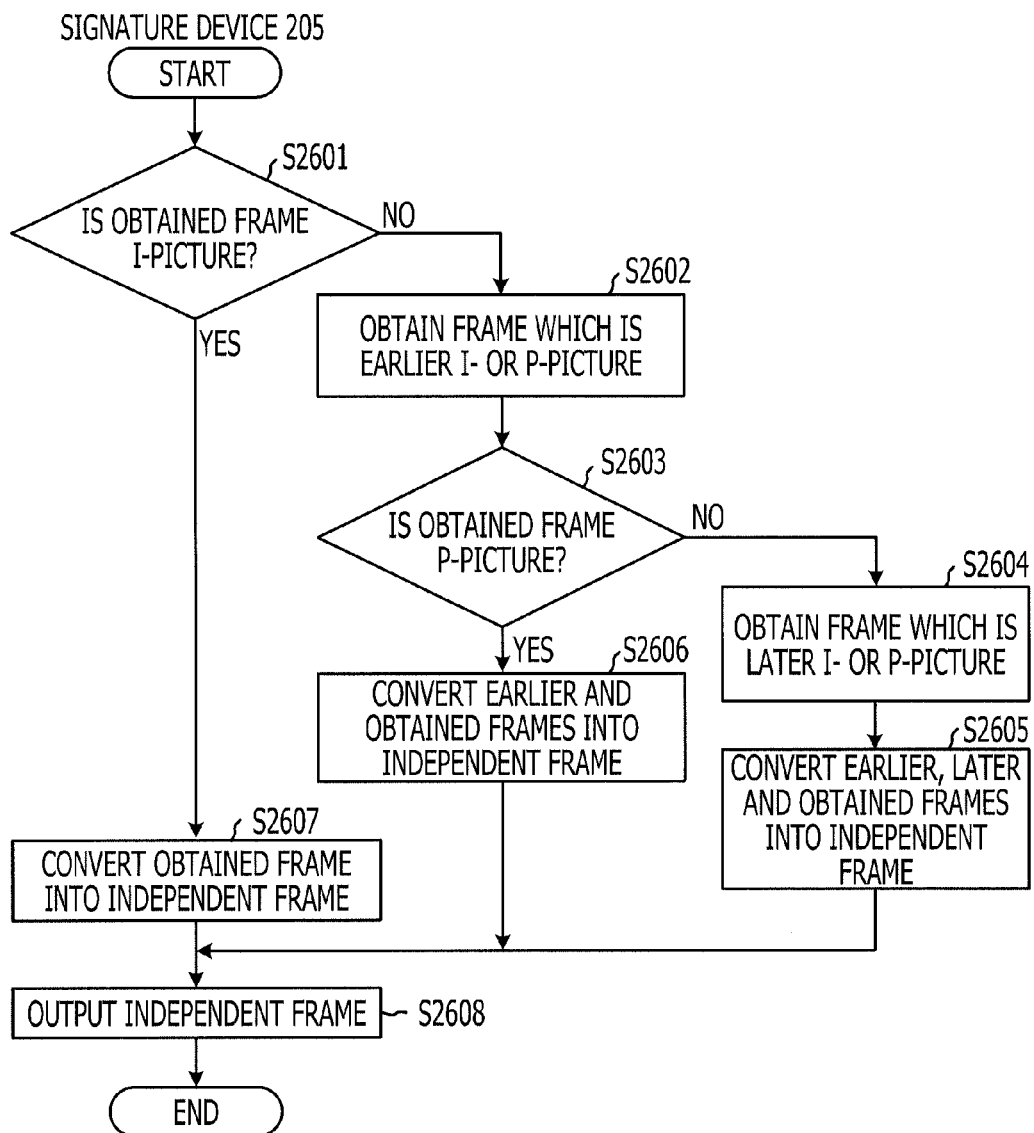 SIGNATURE DEVICE 205
START
S2601
IS OBTAINED FRAME
I-PICTURE?
NO
YES
S2602
OBTAIN FRAME WHICH IS
EARLIER I- OR P-PICTURE
S2603
IS OBTAINED FRAME
P-PICTURE?
NO
YES
S2604
OBTAIN FRAME WHICH IS
LATER I- OR P-PICTURE
S2606
CONVERT EARLIER AND
OBTAINED FRAMES INTO
INDEPENDENT FRAME
S2605
CONVERT EARLIER, LATER
AND OBTAINED FRAMES
INTO INDEPENDENT
FRAME
S2607
CONVERT OBTAINED FRAME
INTO INDEPENDENT FRAME
OUTPUT INDEPENDENT FRAME
S2608
END